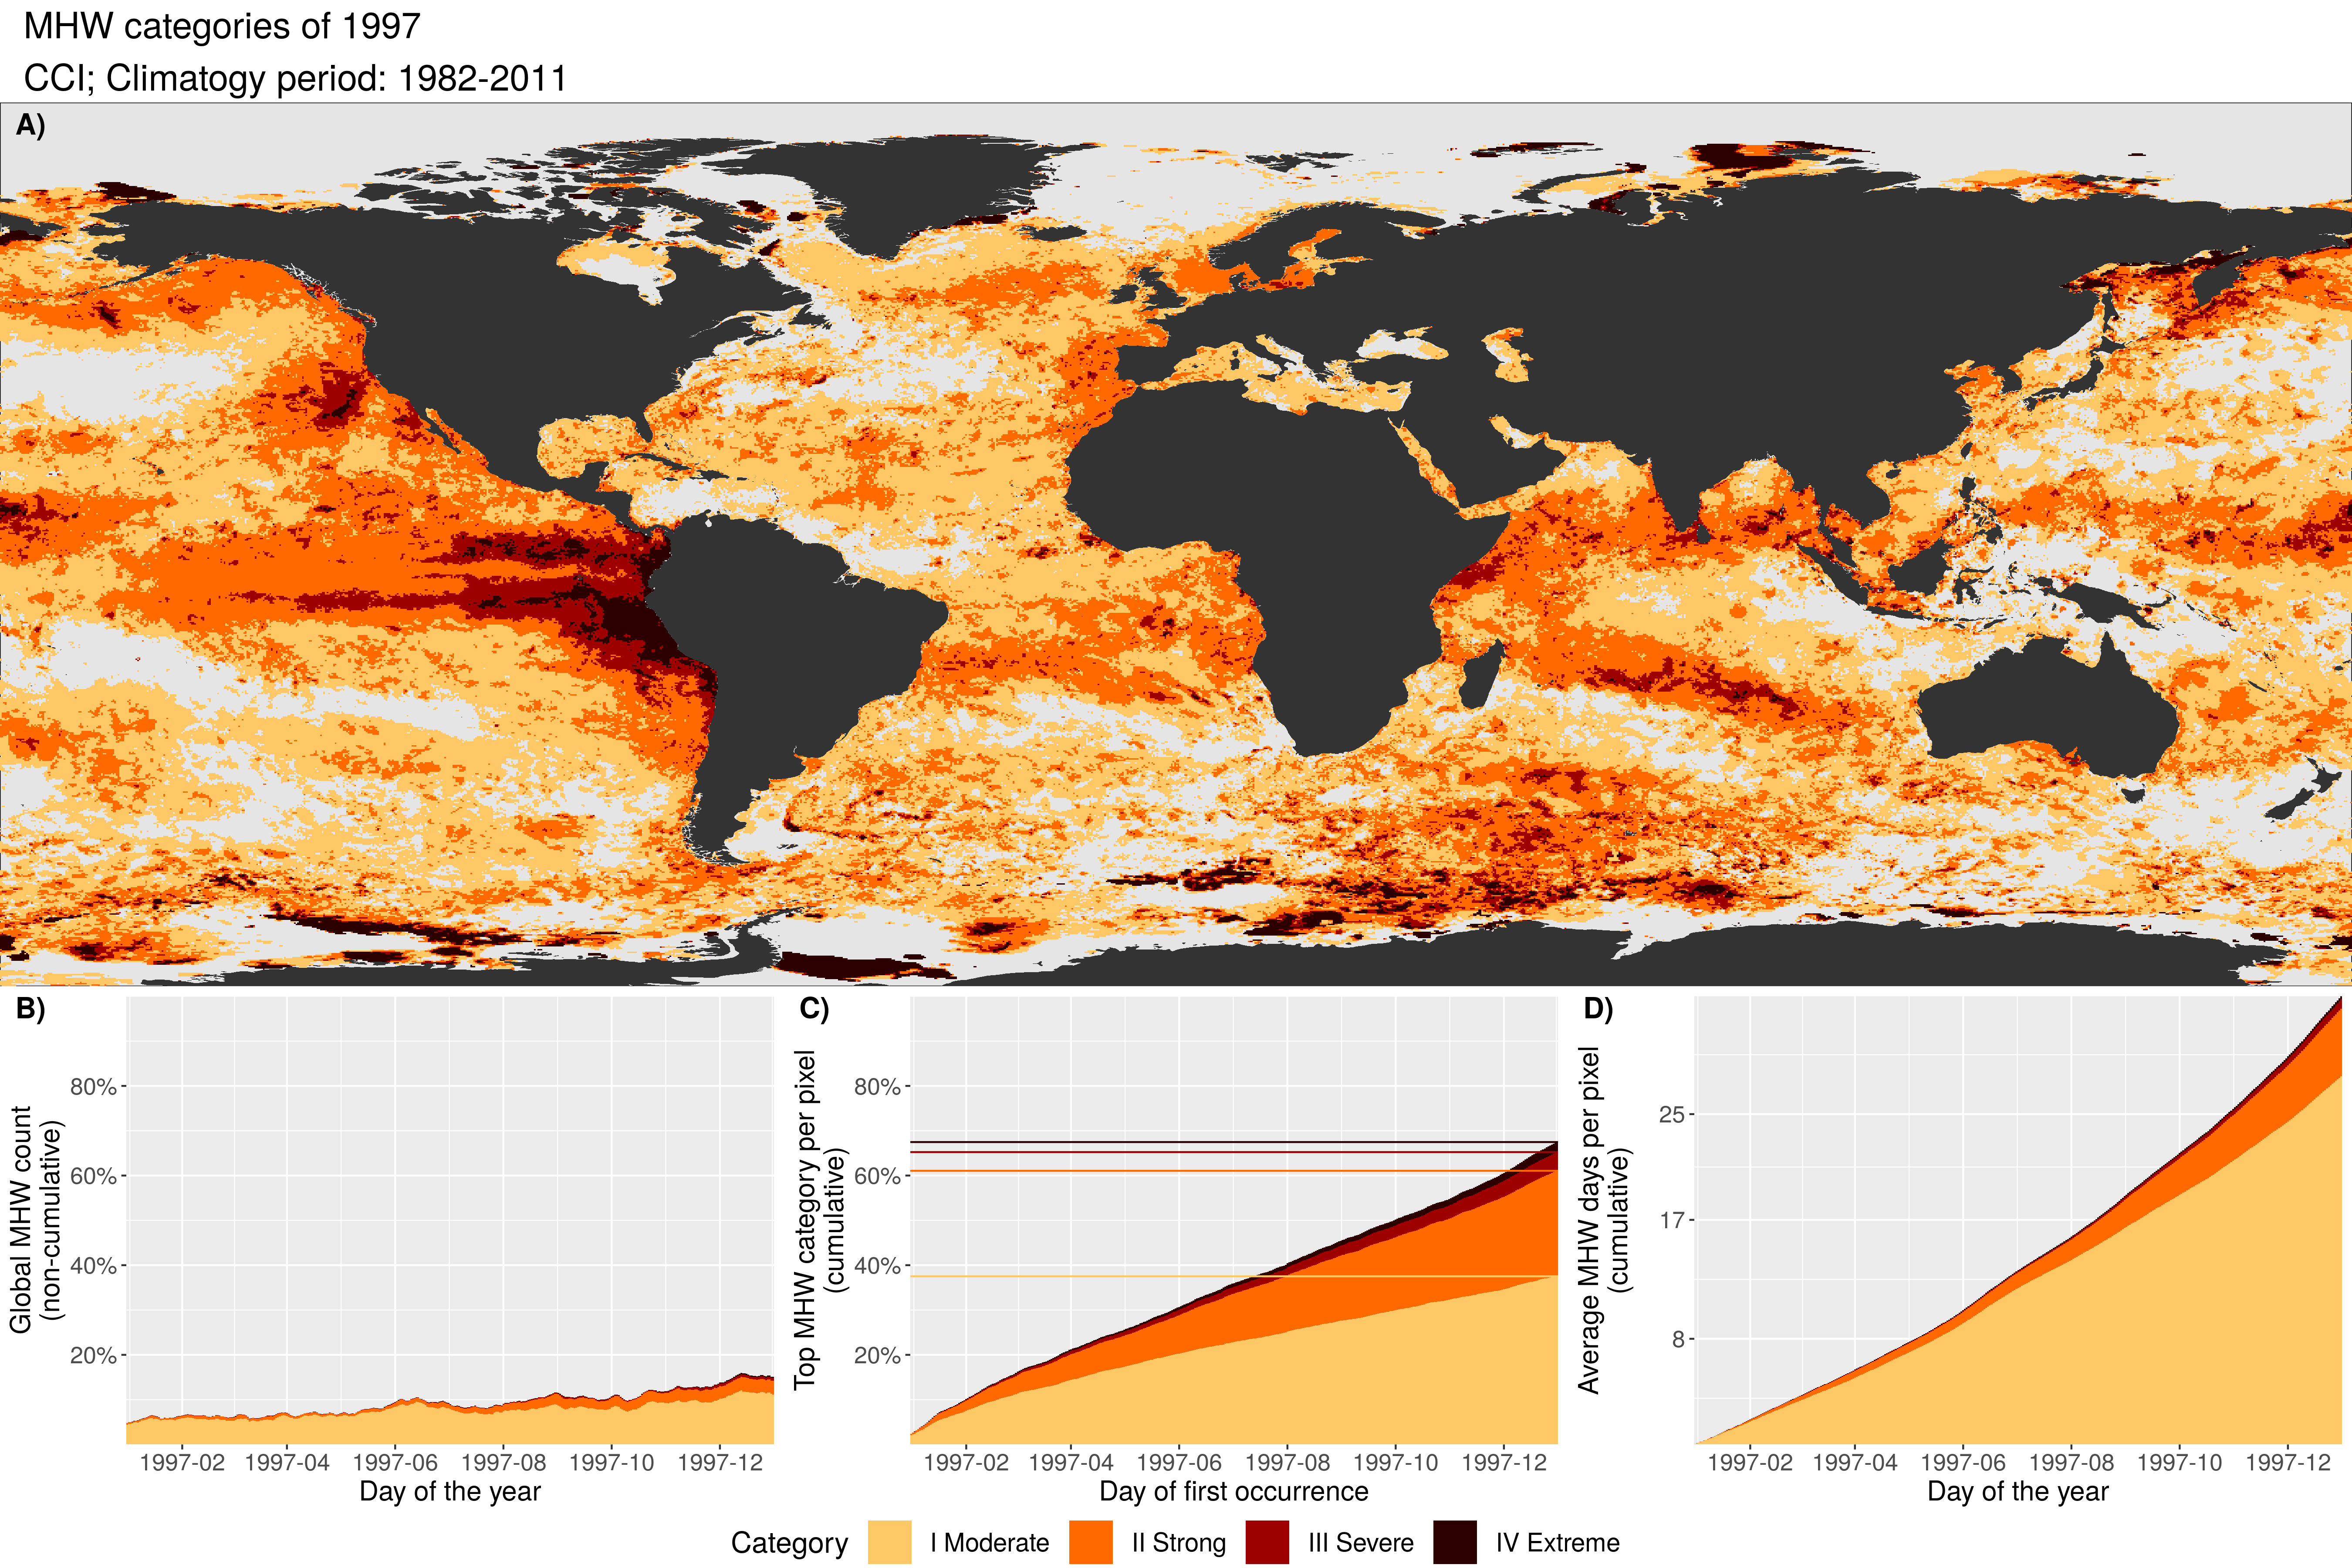 MHW categories of 1997
CCI; Climatogy period: 1982-2011
A)
B)
Global MHW count
(non-cumulative)
80%
60%
40%
20%
1997-02 1997-04 1997-06 1997-08 1997-10 1997-12
Day of the year
C)
Top MHW category per pixel
(cumulative)
80%
60%
40%
20%
1997-02 1997-04 1997-06 1997-08 1997-10 1997-12
Day of first occurrence
D)
Average MHW days per pixel
(cumulative)
25
17
8
1997-02 1997-04 1997-06 1997-08 1997-10 1997-12
Day of the year
Category I Moderate II Strong III Severe IV Extreme